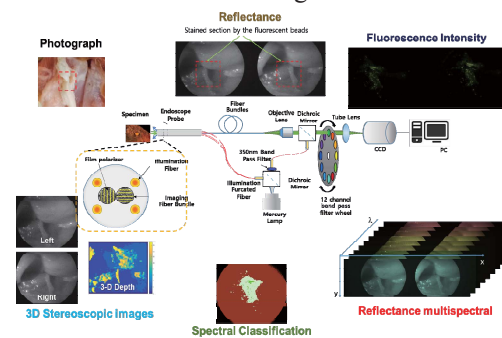 Reflectance
Stained section by the fluorescent beads
Photograph
Fluorescence Intensity
Fiber
Bundles
Objective
Lens
Dichroic
Mirror
Tube Lens
Specimen
Endoscope
Probe
CCD
PC
350nm Band
Pass Filter
Film polarizer
Illumination
Fiber
Imaging
Fiber Bundle
Illumination
Furcated
Fiber
Dichroic
Mirror
Mercury
Lamp
12 channel
band pass
filter wheel
λ
x
y
Left
Right
3-D Depth
3D Stereoscopic Images
Spectral Classification
Reflectance multispectral